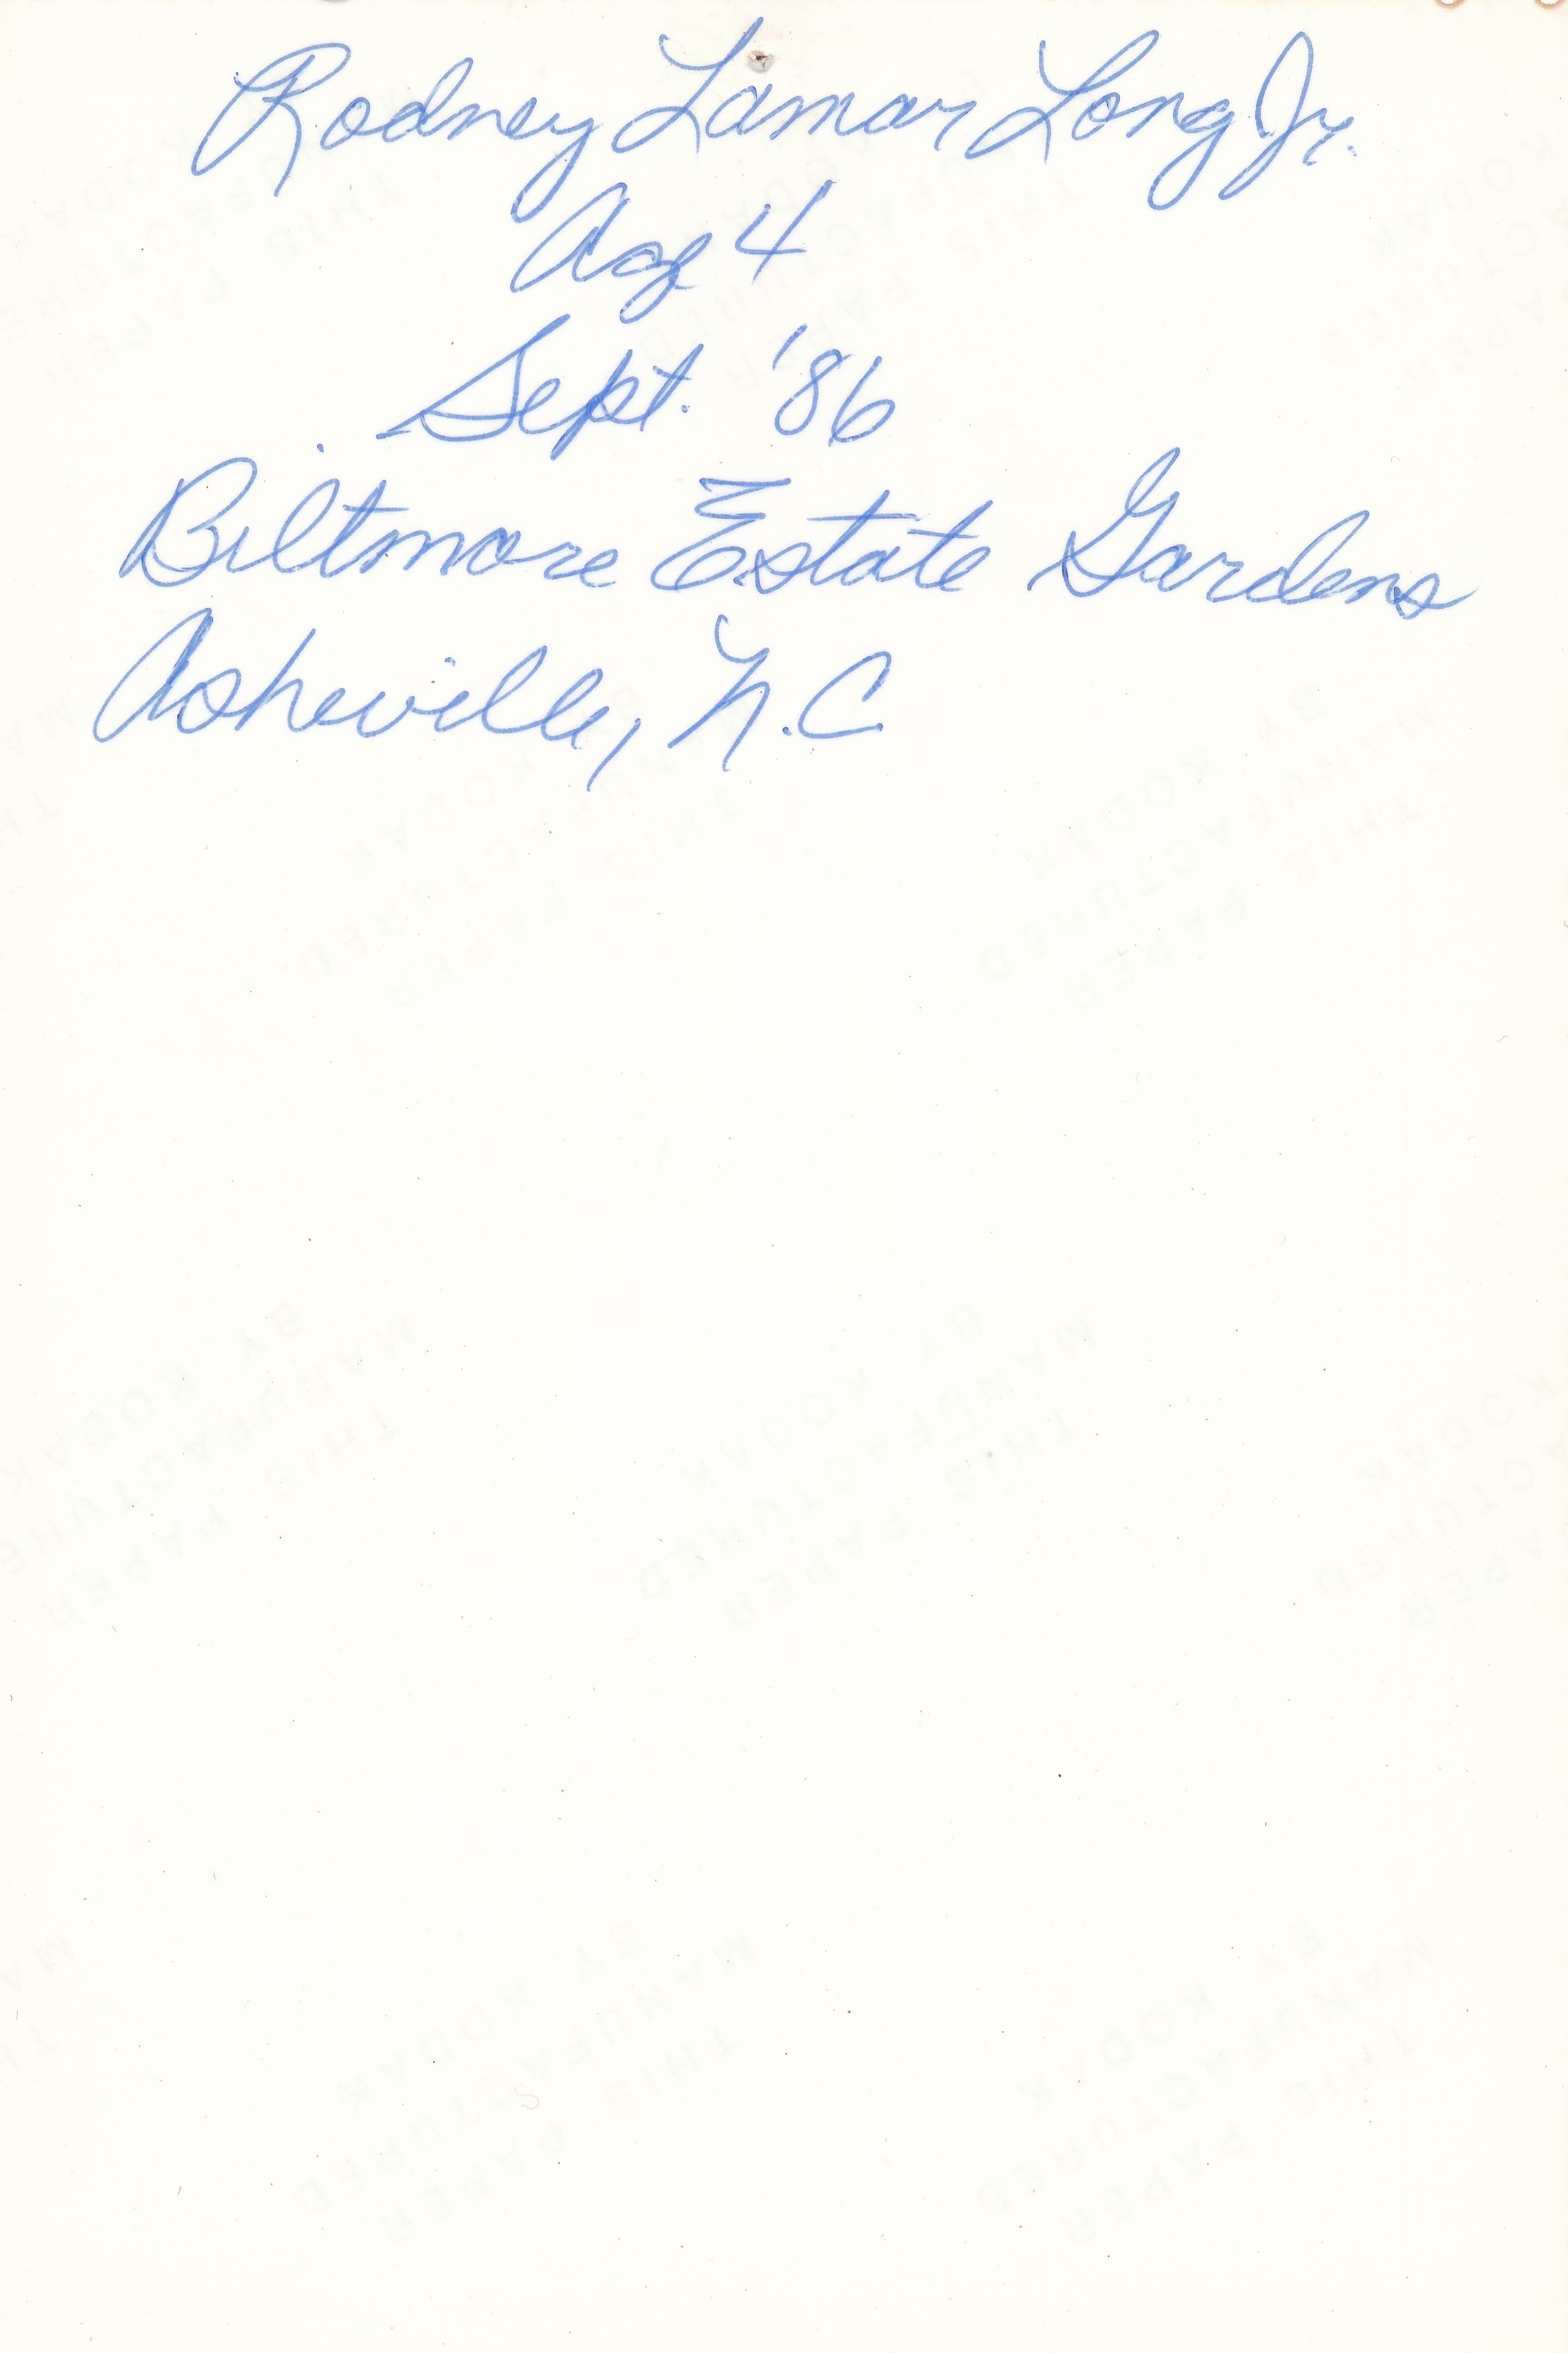 Rodney Lamar Long Jr.
Age 4
Sept. '86
Biltmore Estate Gardens
Asheville, N.C
THIS PAPER
MANUFACTURED
BY KODAK